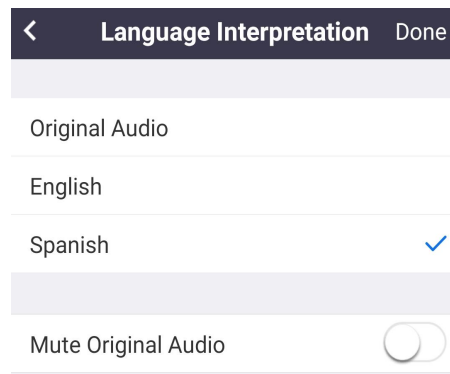 Language Interpretation Done
Original Audio
English
Spanish
Mute Original Audio